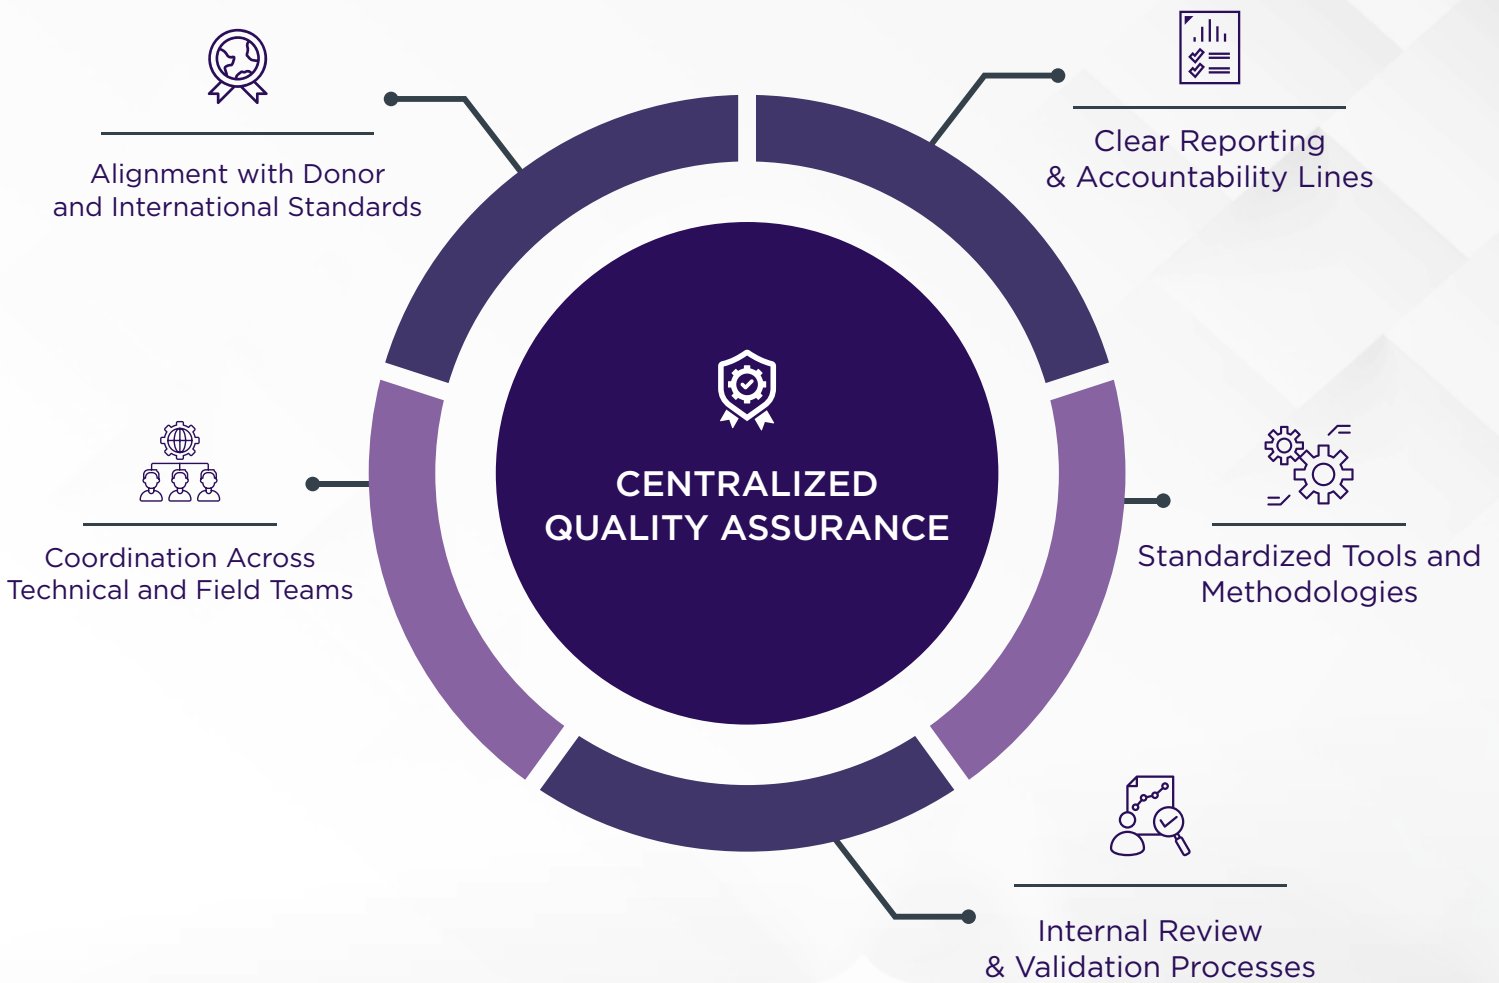 Alignment with Donor
and International Standards
Clear Reporting
& Accountability Lines
CENTRALIZED
QUALITY ASSURANCE
Coordination Across
Technical and Field Teams
Standardized Tools and
Methodologies
Internal Review
& Validation Processes